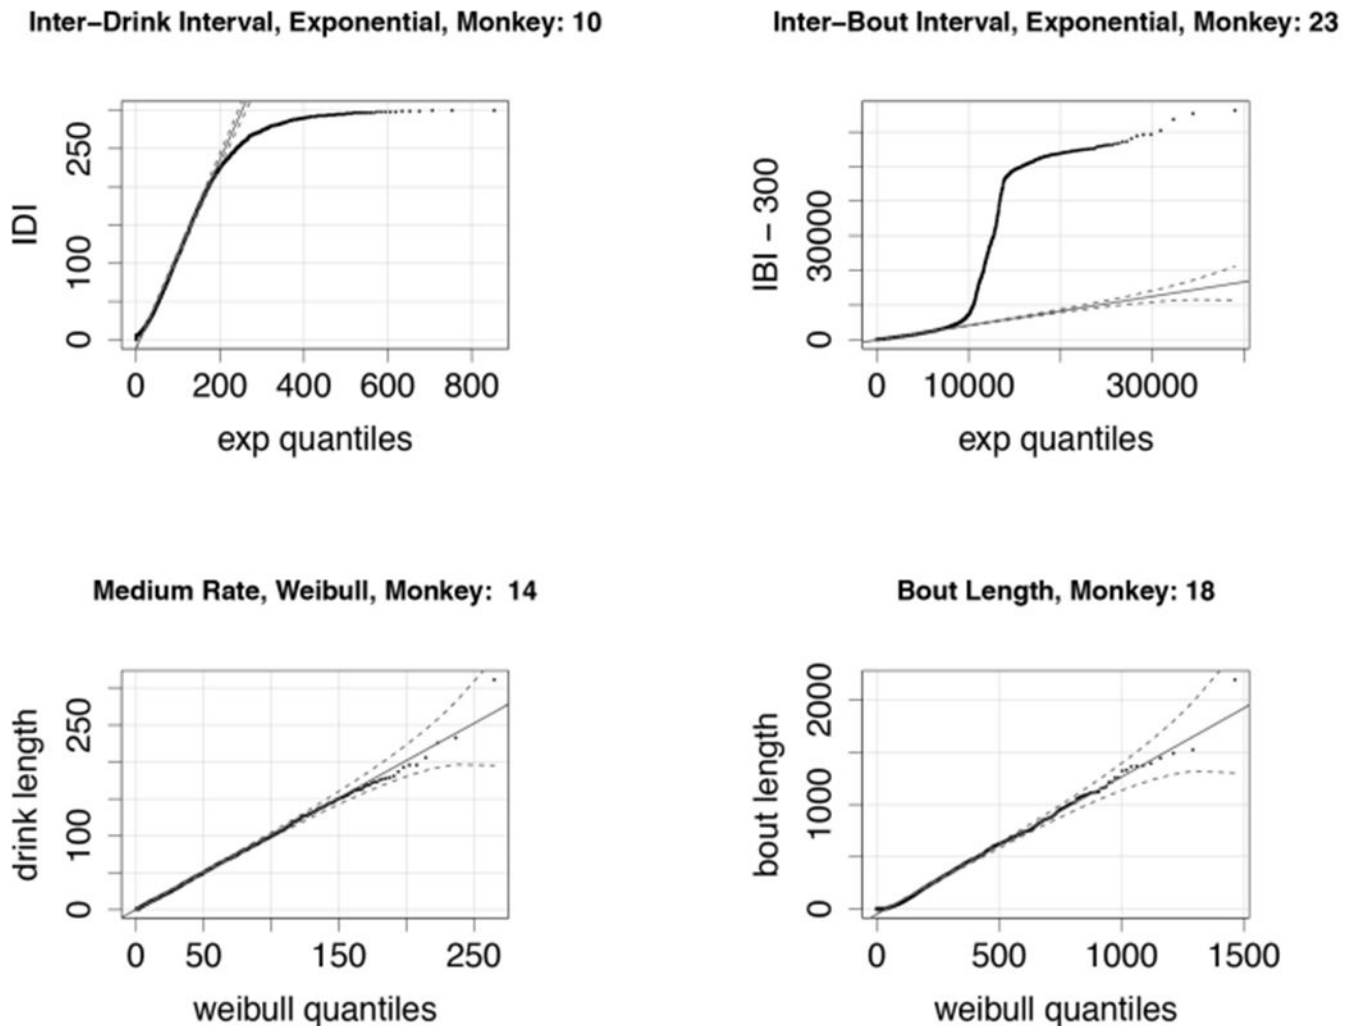 Inter–Drink Interval, Exponential, Monkey: 10
IDI
0
100
250
0 200 400 600 800
exp quantiles
Inter–Bout Interval, Exponential, Monkey: 23
IBI – 300
0
30000
0 10000 30000
exp quantiles
Medium Rate, Weibull, Monkey: 14
drink length
0
100
250
0 50 150 250
weibull quantiles
Bout Length, Monkey: 18
bout length
0
1000
2000
0 500 1000 1500
weibull quantiles